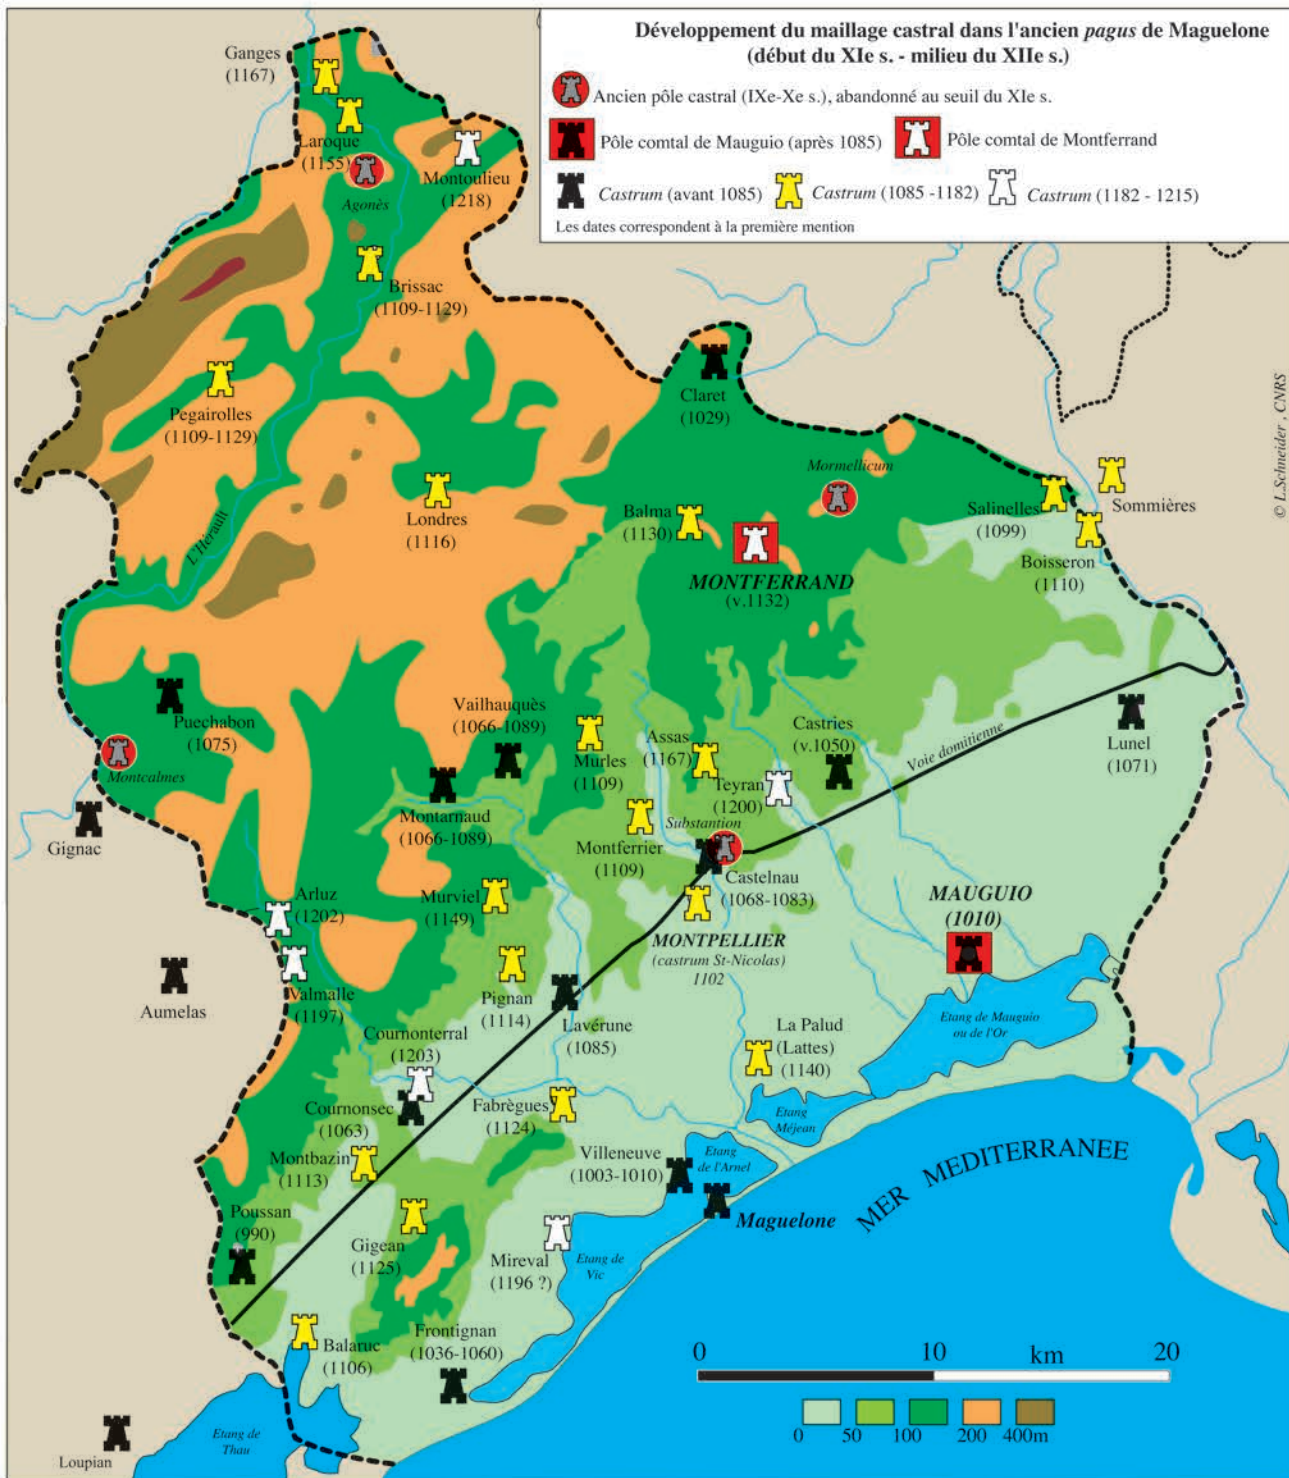 Développement du maillage castral dans l'ancien pagus de Maguelone
(début du XIe s. - milieu du XIIe s.)
Ancien pôle castral (IXe-Xe s.), abandonné au seuil du XIe s.
Pôle comtal de Mauguio (après 1085)
Pôle comtal de Montferrand
Castrum (avant 1085)
Castrum (1085 -1182)
Castrum (1182 - 1215)
Les dates correspondent à la première mention
© L.Schneider , CNRS
Ganges
(1167)
Laroque
(1155)
Montoulieu
(1218)
Agonès
Brissac
(1109-1129)
Pegairolles
(1109-1129)
Claret
(1029)
Londres
(1116)
L'Hérault
Mormellicum
Balma
(1130)
MONTFERRAND
(v.1132)
Salinelles
(1099)
Sommières
Boisseron
(1110)
Puechabon
(1075)
Montcalmes
Gignac
Vailhauquès
(1066-1089)
Murles
(1109)
Assas
(1167)
Castries
(v.1050)
Teyran
(1200)
Voie domitienne
Lunel
(1071)
Montarnaud
(1066-1089)
Montferrier
(1109)
Substantion
Castelnau
(1068-1083)
Arluz
(1202)
Murviel
(1149)
MONTPELLIER
(castrum St-Nicolas)
1102
MAUGUIO
(1010)
Aumelas
Valmalle
(1197)
Pignan
(1114)
Lavérune
(1085)
Cournonterral
(1203)
La Palud
(Lattes)
(1140)
Etang de Mauguio
ou de l'Or
Cournonsec
(1063)
Fabrègues
(1124)
Etang
Méjean
Montbazin
(1113)
Villeneuve
(1003-1010)
Etang
de l'Arnel
MER MEDITERRANEE
Poussan
(990)
Gigean
(1125)
Mireval
(1196 ?)
Etang de
Vic
Maguelone
Balaruc
(1106)
Frontignan
(1036-1060)
Loupian
Etang de
Thau
0 10 km 20
0 50 100 200 400m